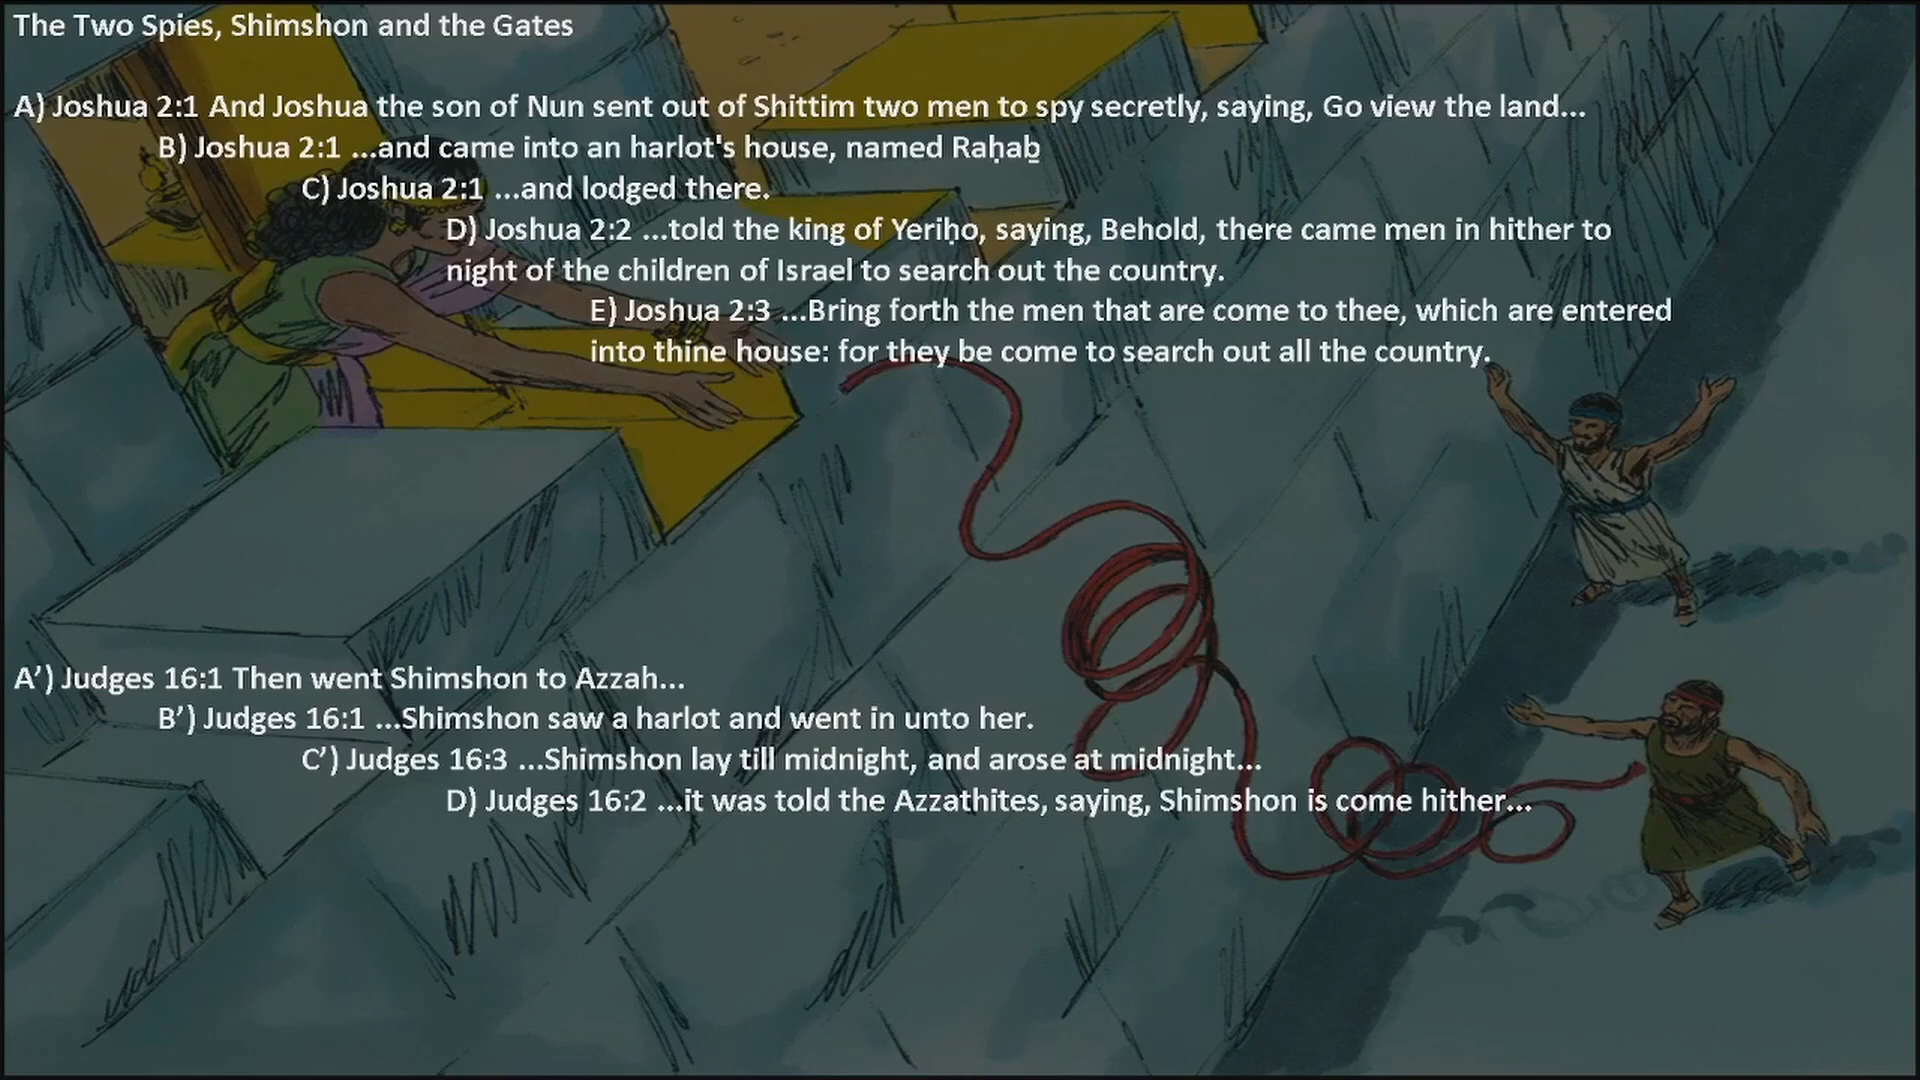 The Two Spies, Shimshon and the Gates
A) Joshua 2:1 And Joshua the son of Nun sent out of Shittim two men to spy secretly, saying, Go view the land...
B) Joshua 2:1 ...and came into an harlot's house, named Raḥaḇ
C) Joshua 2:1 ...and lodged there.
D) Joshua 2:2 ...told the king of Yeriḥo, saying, Behold, there came men in hither to
night of the children of Israel to search out the country.
E) Joshua 2:3 ...Bring forth the men that are come to thee, which are entered
into thine house: for they be come to search out all the country.
A’) Judges 16:1 Then went Shimshon to Azzah...
B’) Judges 16:1 ...Shimshon saw a harlot and went in unto her.
C’) Judges 16:3 ...Shimshon lay till midnight, and arose at midnight...
D) Judges 16:2 ...it was told the Azzathites, saying, Shimshon is come hither...